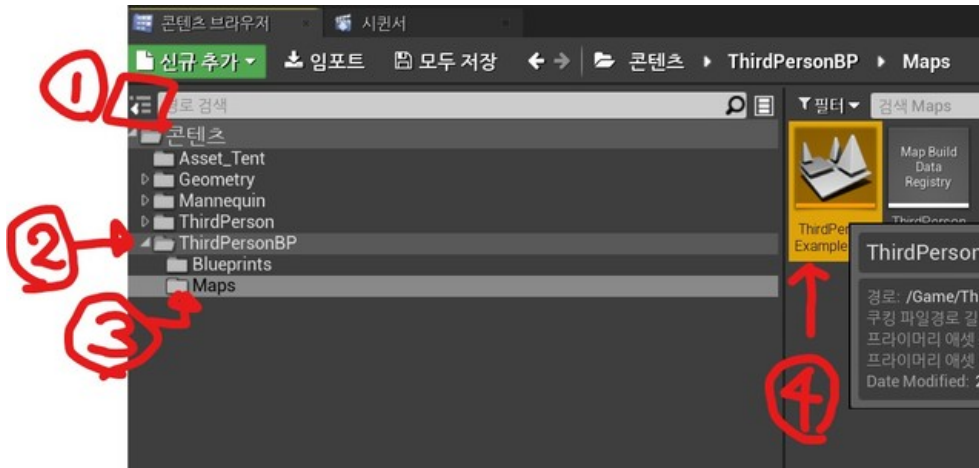 콘텐츠 브라우저 시퀀서
신규 추가 임포트 모두 저장 콘텐츠 ThirdPersonBP Maps
①
경로 검색 필터 검색 Maps
콘텐츠
Asset_Tent
Geometry
Mannequin
ThirdPerson
② ThirdPersonBP
Blueprints
Maps
③
④
Map Build
Data
Registry
ThirdPer
Example
ThirdPerson
ThirdPerson
경로: /Game/Th
쿠킹 파일경로 길
프라이머리 애셋
프라이머리 애셋
Date Modified: 2